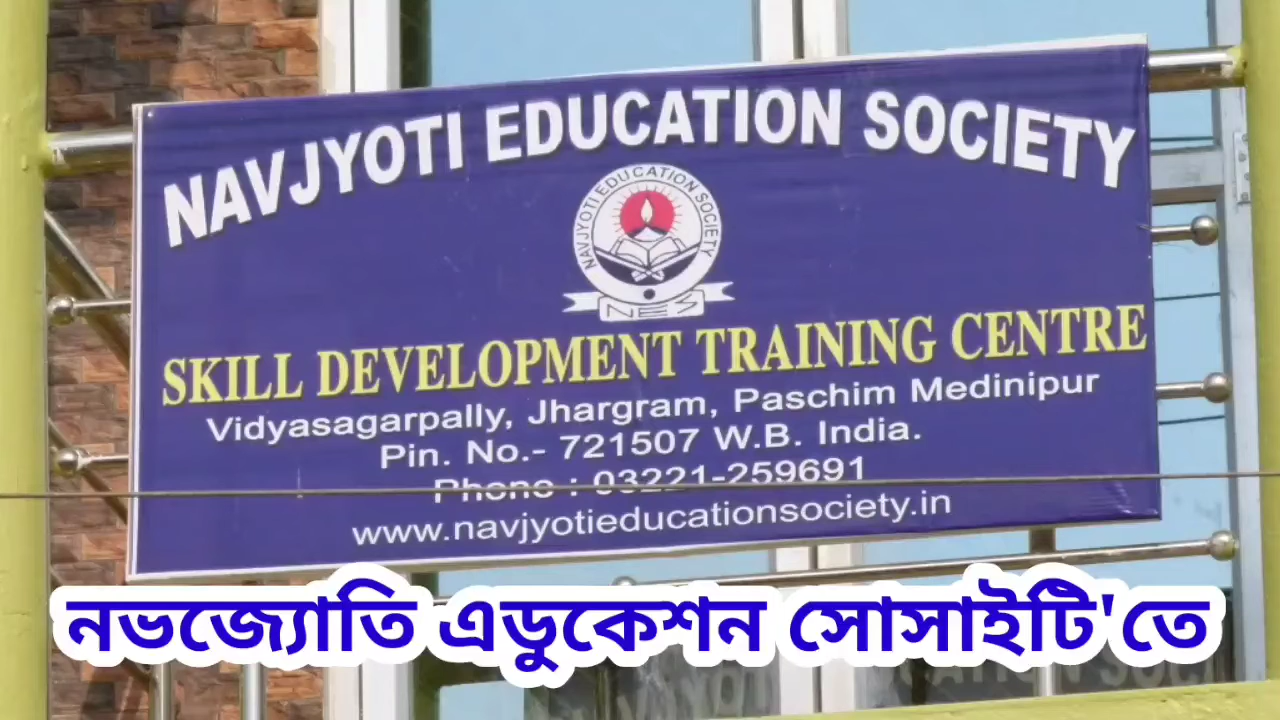 NAVJYOTI EDUCATION SOCIETY
NAVJYOTI EDUCATION SOCIETY
NES
SKILL DEVELOPMENT TRAINING CENTRE
Vidyasagarpally, Jhargram, Paschim Medinipur
Pin. No.- 721507 W.B. India.
Phone : 03221-259691
www.navjyotieducationsociety.in
নভজ্যোতি এডুকেশন সোসাইটি'তে